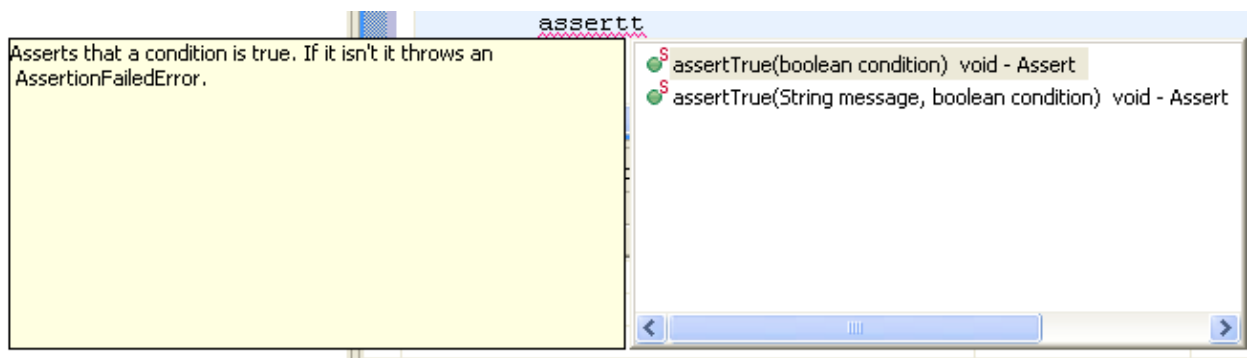 assertt
Asserts that a condition is true. If it isn't it throws an
AssertionFailedError.
S assertTrue(boolean condition)  void - Assert
S assertTrue(String message, boolean condition)  void - Assert